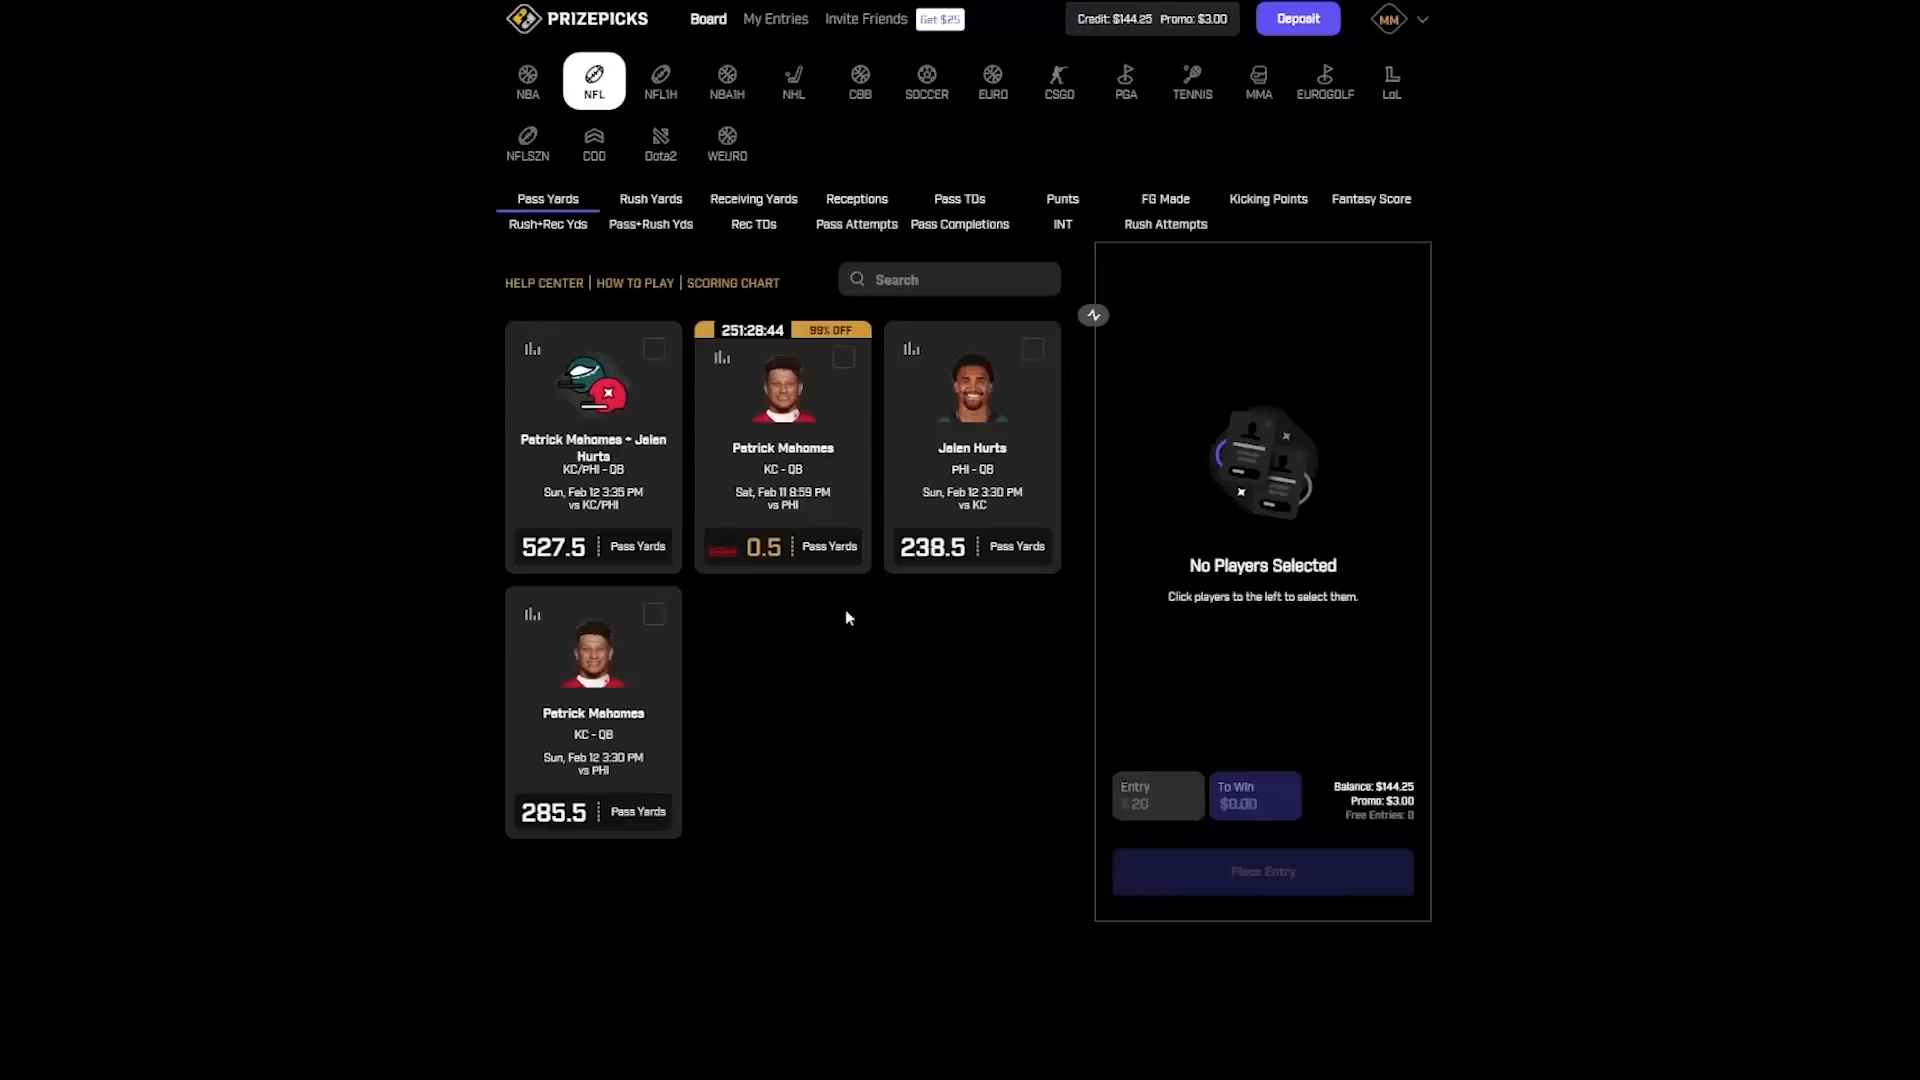 PRIZEPICKS
Board
My Entries
Invite Friends
Get $25
Credit: $144.25 Promo: $3.00
Deposit
MM
NBA
NFL
NFL1H
NBA1H
NHL
CBB
SOCCER
EURO
CSGO
PGA
TENNIS
MMA
EUROGOLF
LoL
NFLSZN
COD
Dota2
WEURO
Pass Yards
Rush Yards
Receiving Yards
Receptions
Pass TDs
Punts
FG Made
Kicking Points
Fantasy Score
Rush+Rec Yds
Pass+Rush Yds
Rec TDs
Pass Attempts
Pass Completions
INT
Rush Attempts
HELP CENTER | HOW TO PLAY | SCORING CHART
Search
Patrick Mahomes + Jalen
Hurts
KC/PHI - QB
Sun, Feb 12 3:35 PM
vs KC/PHI
527.5
Pass Yards
251:28:44
99% OFF
Patrick Mahomes
KC - QB
Sat, Feb 11 8:59 PM
vs PHI
0.5
Pass Yards
Jalen Hurts
PHI - QB
Sun, Feb 12 3:30 PM
vs KC
238.5
Pass Yards
Patrick Mahomes
KC - QB
Sun, Feb 12 3:30 PM
vs PHI
285.5
Pass Yards
No Players Selected
Click players to the left to select them.
Entry
20
To Win
$0.00
Balance: $144.25
Promo: $3.00
Free Entries: 0
Place Entry